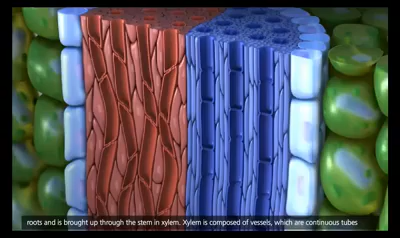 roots and is brought up through the stem in xylem. Xylem is composed of vessels, which are continuous tubes